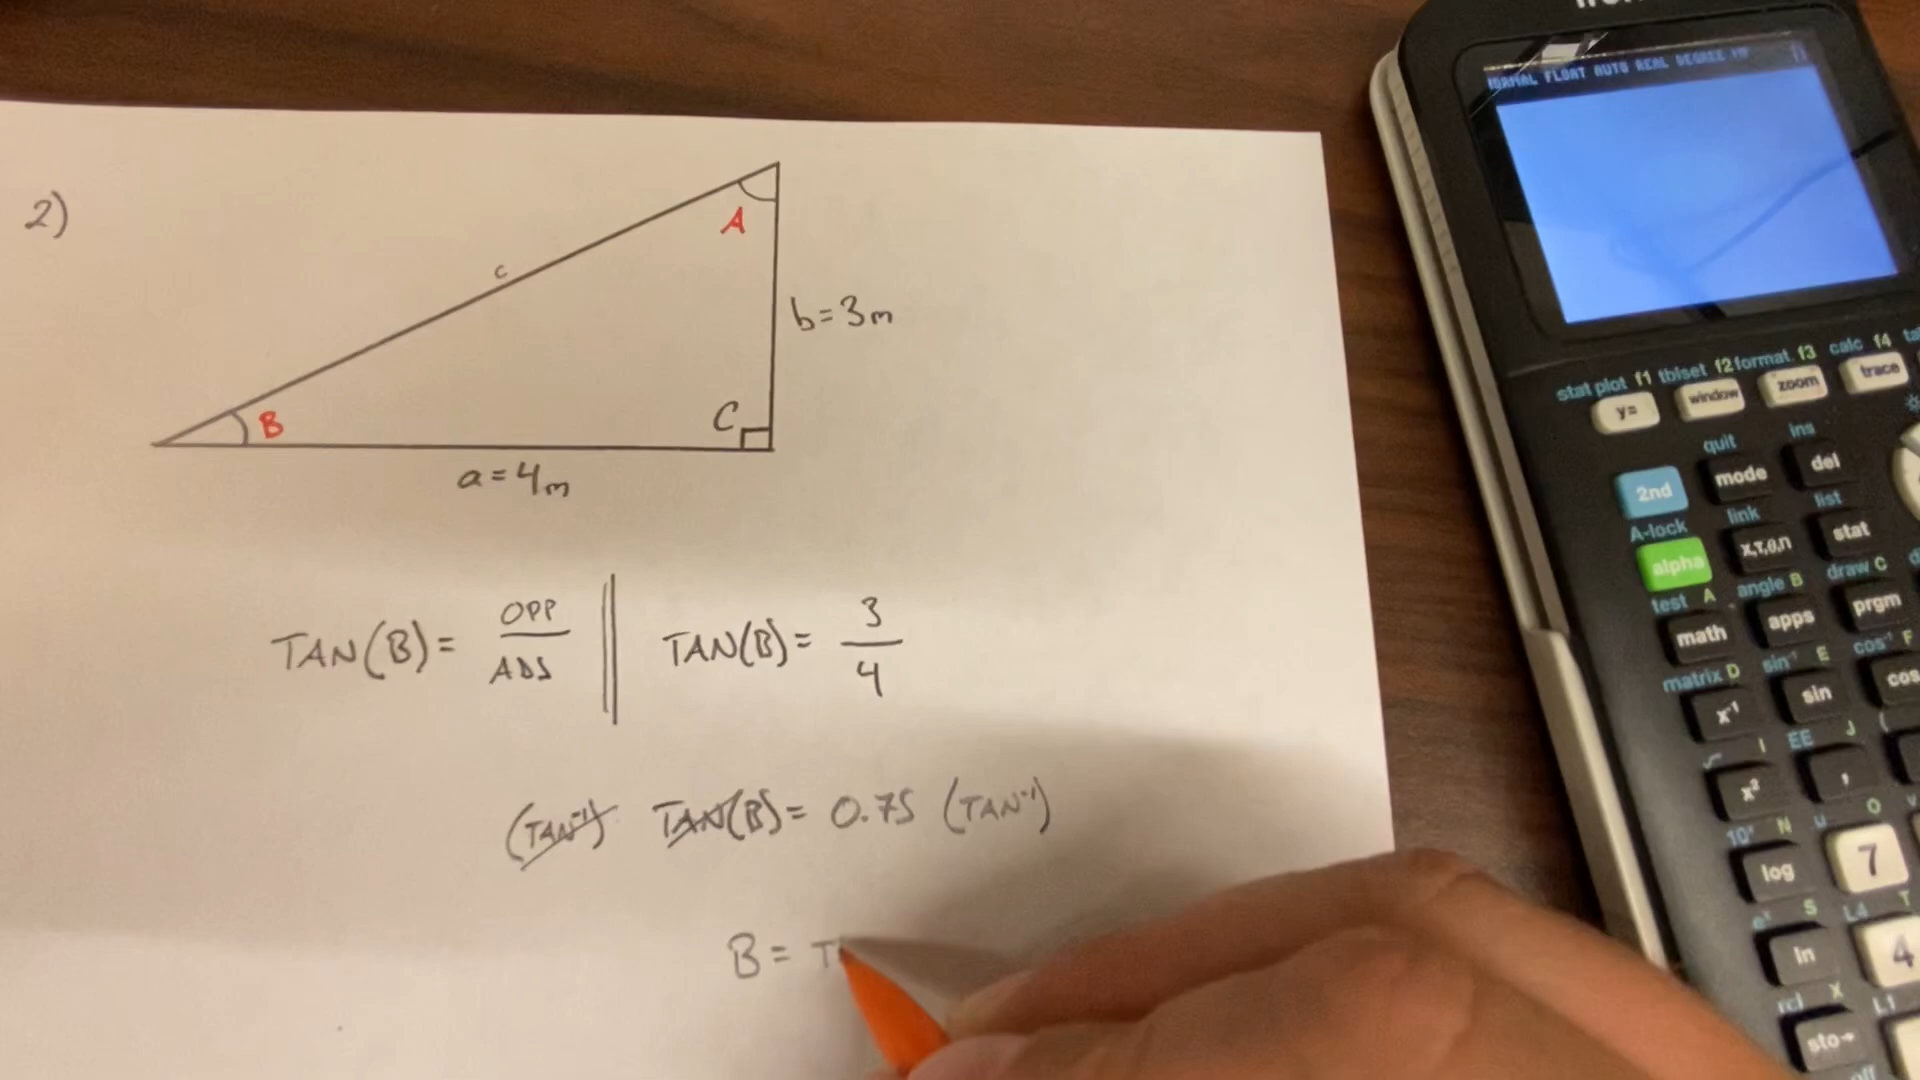 2)
A
c
b=3m
B
C
a=4m
TAN(B)= OPP
ADJ
TAN(B)= 3
4
(TAN⁻¹) TAN(B)= 0.75 (TAN⁻¹)
B= T
NORMAL FLOAT AUTO REAL DEGREE MP
stat plot f1 tblset f2 format f3 calc f4
y= window zoom trace
quit ins
2nd mode del
A-lock link list
alpha X,T,θ,n stat
test A angle B draw C
math apps prgm
matrix D sin⁻¹ E cos⁻¹ F
x⁻¹ sin cos
√ I EE J
x² ,
10ˣ N u O
log 7
eˣ S L4 T
ln 4
rcl X L1
sto→
off